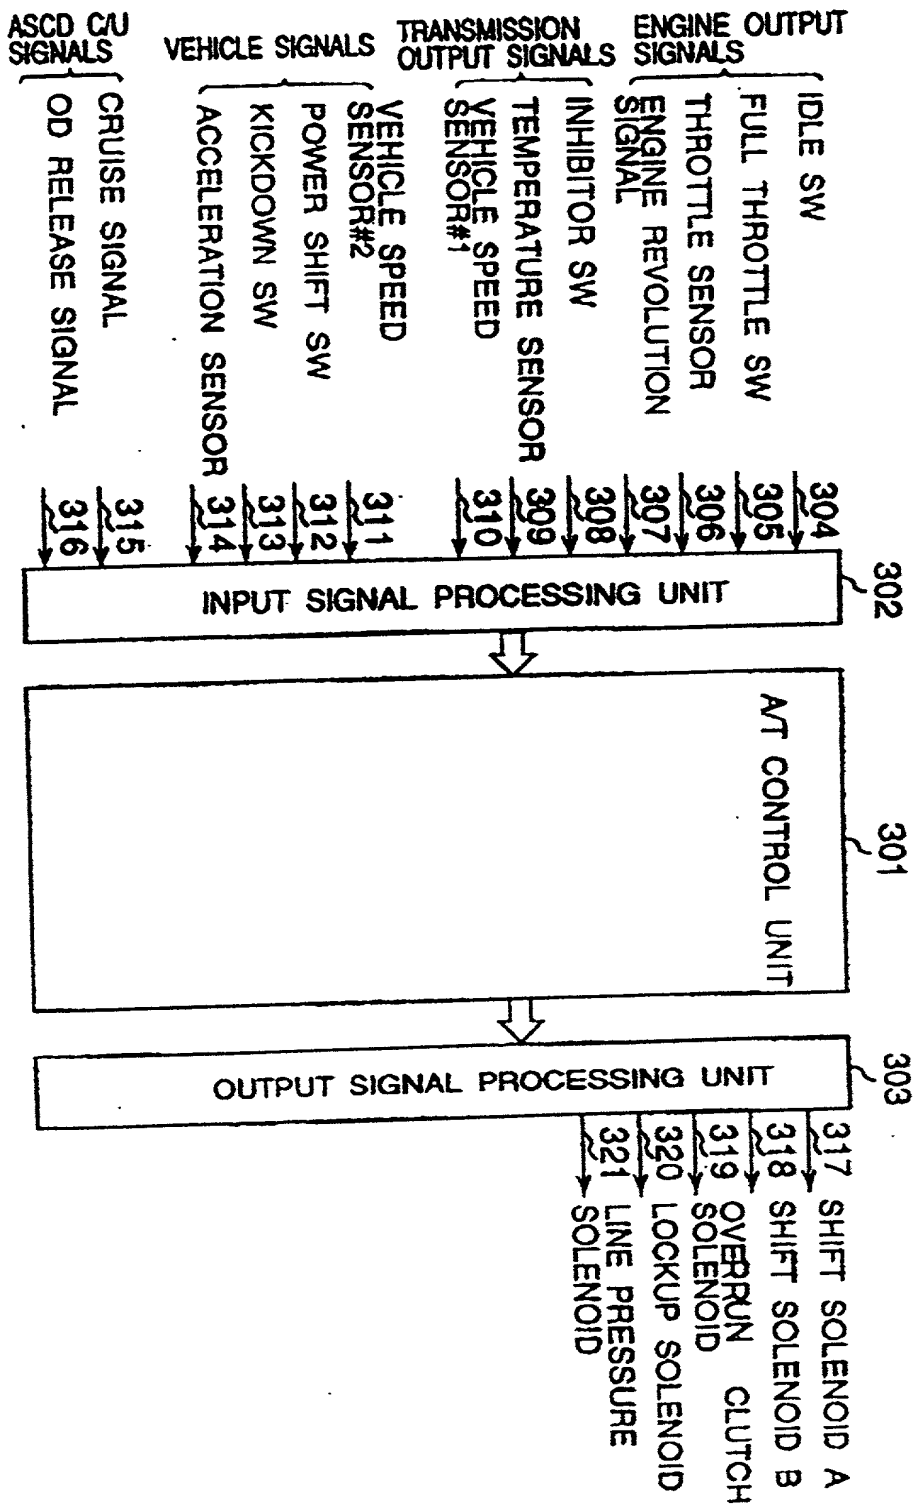 ENGINE OUTPUT
SIGNALS
IDLE SW
304
FULL THROTTLE SW
305
THROTTLE SENSOR
306
ENGINE REVOLUTION
SIGNAL
307
TRANSMISSION
OUTPUT SIGNALS
INHIBITOR SW
308
TEMPERATURE SENSOR
309
VEHICLE SPEED
SENSOR#1
310
VEHICLE SIGNALS
VEHICLE SPEED
SENSOR#2
311
POWER SHIFT SW
312
KICKDOWN SW
313
ACCELERATION SENSOR
314
ASCD C/U
SIGNALS
CRUISE SIGNAL
315
OD RELEASE SIGNAL
316
302
INPUT SIGNAL PROCESSING UNIT
301
A/T CONTROL UNIT
303
OUTPUT SIGNAL PROCESSING UNIT
317 SHIFT SOLENOID A
318 SHIFT SOLENOID B
319 OVERRUN CLUTCH
SOLENOID
320 LOCKUP SOLENOID
321 LINE PRESSURE
SOLENOID